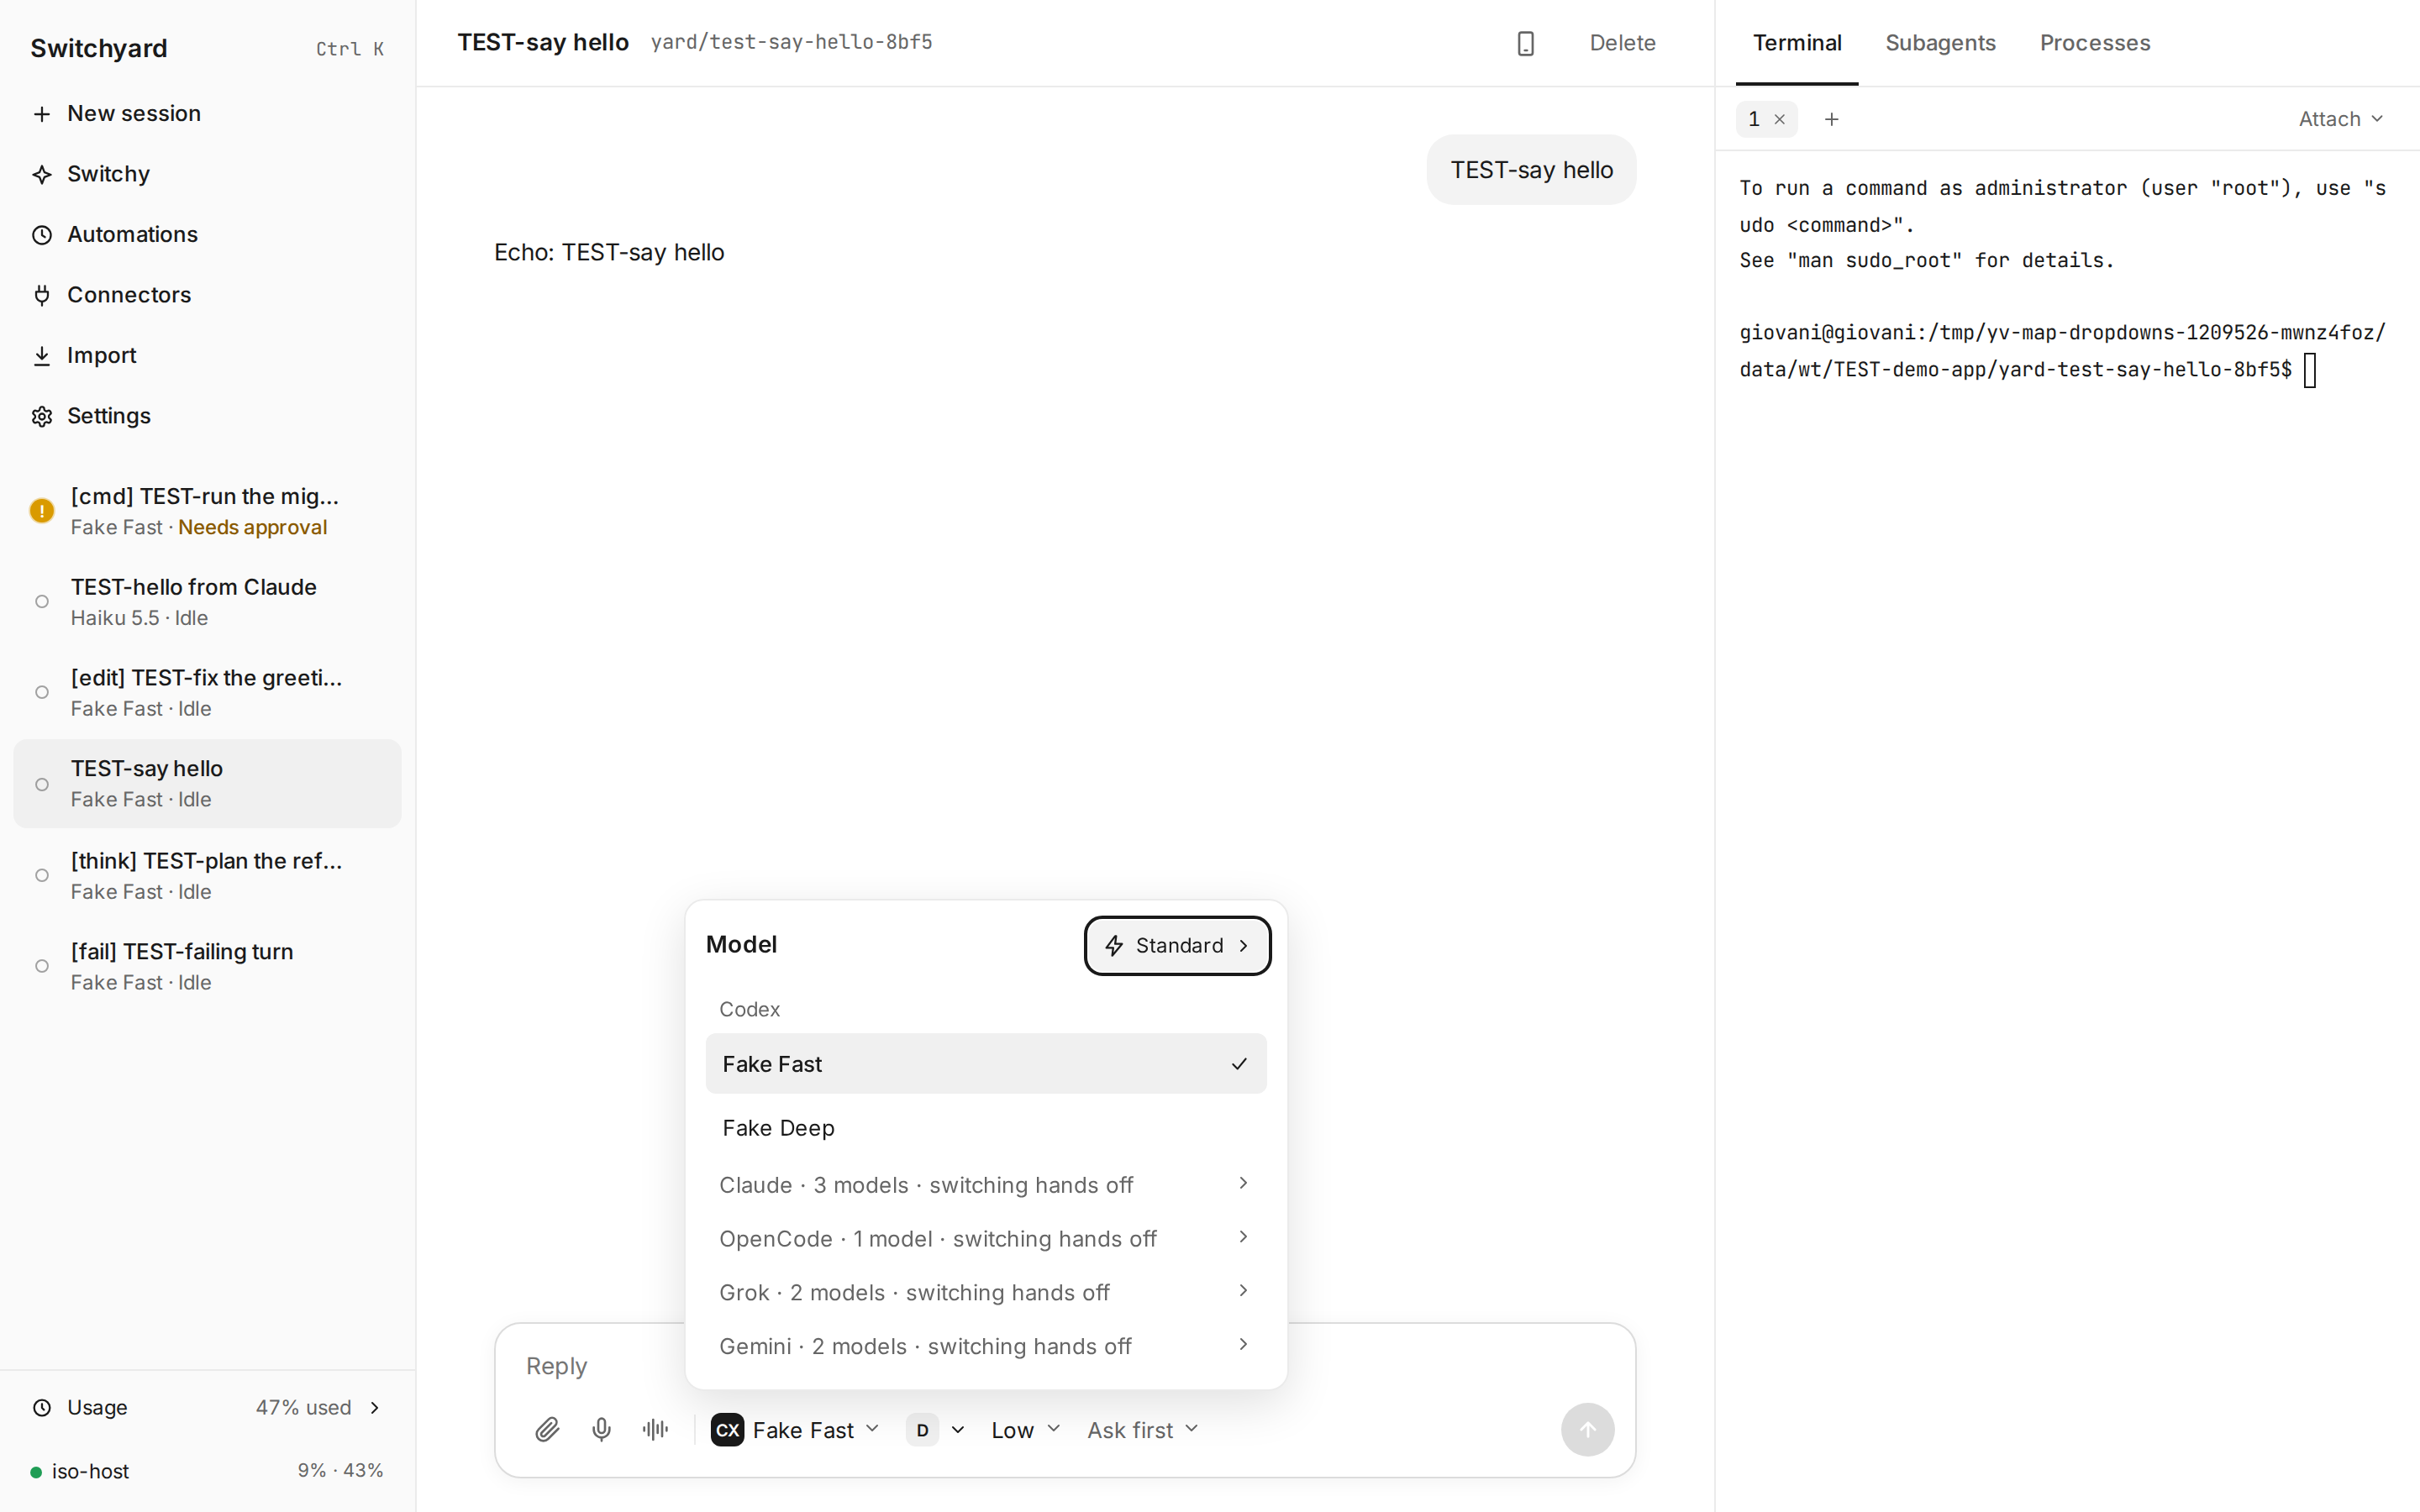 Switchyard
Ctrl K
New session
Switchy
Automations
Connectors
Import
Settings
[cmd] TEST-run the mig...
Fake Fast · Needs approval
TEST-hello from Claude
Haiku 5.5 · Idle
[edit] TEST-fix the greeti...
Fake Fast · Idle
TEST-say hello
Fake Fast · Idle
[think] TEST-plan the ref...
Fake Fast · Idle
[fail] TEST-failing turn
Fake Fast · Idle
Usage
47% used
iso-host
9% · 43%
TEST-say hello
yard/test-say-hello-8bf5
Delete
TEST-say hello
Echo: TEST-say hello
Model
Standard
Codex
Fake Fast
Fake Deep
Claude · 3 models · switching hands off
OpenCode · 1 model · switching hands off
Grok · 2 models · switching hands off
Gemini · 2 models · switching hands off
Reply
CX Fake Fast
D
Low
Ask first
Terminal
Subagents
Processes
1
Attach
To run a command as administrator (user "root"), use "s
udo <command>".
See "man sudo_root" for details.
giovani@giovani:/tmp/yv-map-dropdowns-1209526-mwnz4foz/
data/wt/TEST-demo-app/yard-test-say-hello-8bf5$